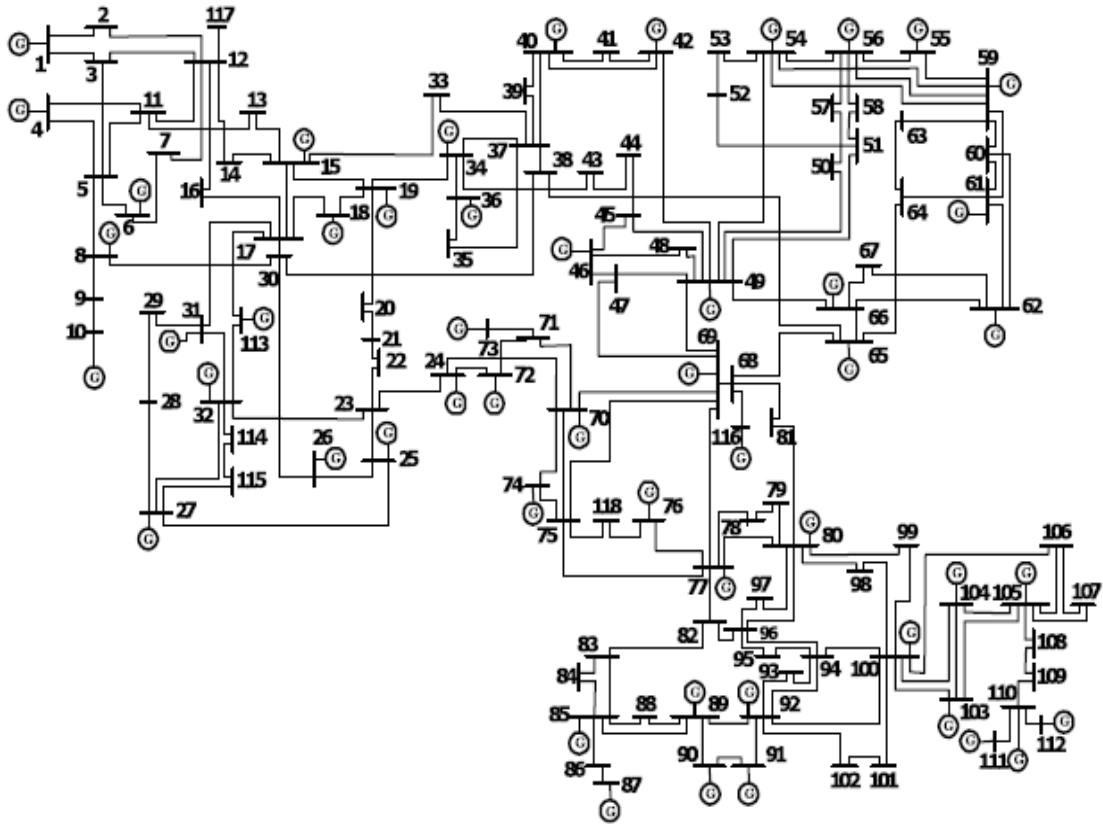 2 117
G 1 3 12
G 4 11 13 7
5 G 6 14 16 G 15
33 G 34 19 G G 18
G 40 41 G 42
39 37 38 43 44
36 G 35
53 G 54 G 56 G 55 59 G
52 57 58 51 50
63 60 61 G 64
45 G 46 48 47 49 G
67 G 66 65 G 62 G
G 8 9 10 G
17 30 29 31 G 113 G
20 21 22 23
G 32 28 114 115 27 G
26 G G 25
24 G G 73 71 72 G
69 68 G 116 G 81
70 G 74 G 75 118 G 76
77 G 78 79 G 80
99 98 97 96 95 94 93
82 83 84 85 G 86 87 G
88 G 89 G 92 90 G 91 G
100 G 102 101
106 G 104 G 105 107
103 G 108 109 110
G 111 G 112 G